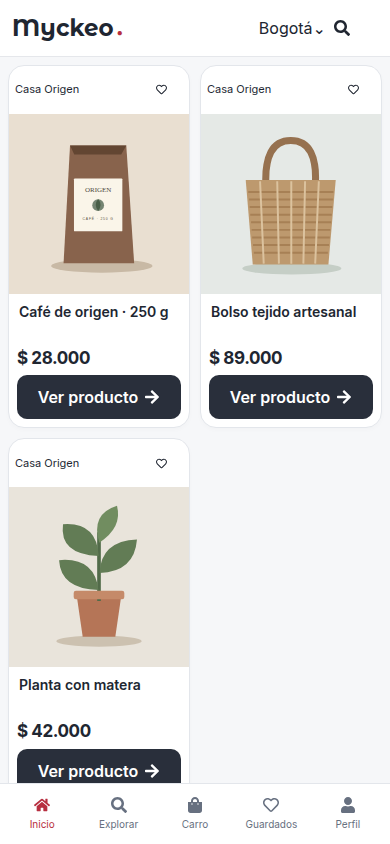 Myckeo.
Bogotá
Casa Origen
ORIGEN
CAFÉ · 250 G
Café de origen · 250 g
$ 28.000
Ver producto
Casa Origen
Bolso tejido artesanal
$ 89.000
Ver producto
Casa Origen
Planta con matera
$ 42.000
Ver producto
Inicio
Explorar
Carro
Guardados
Perfil